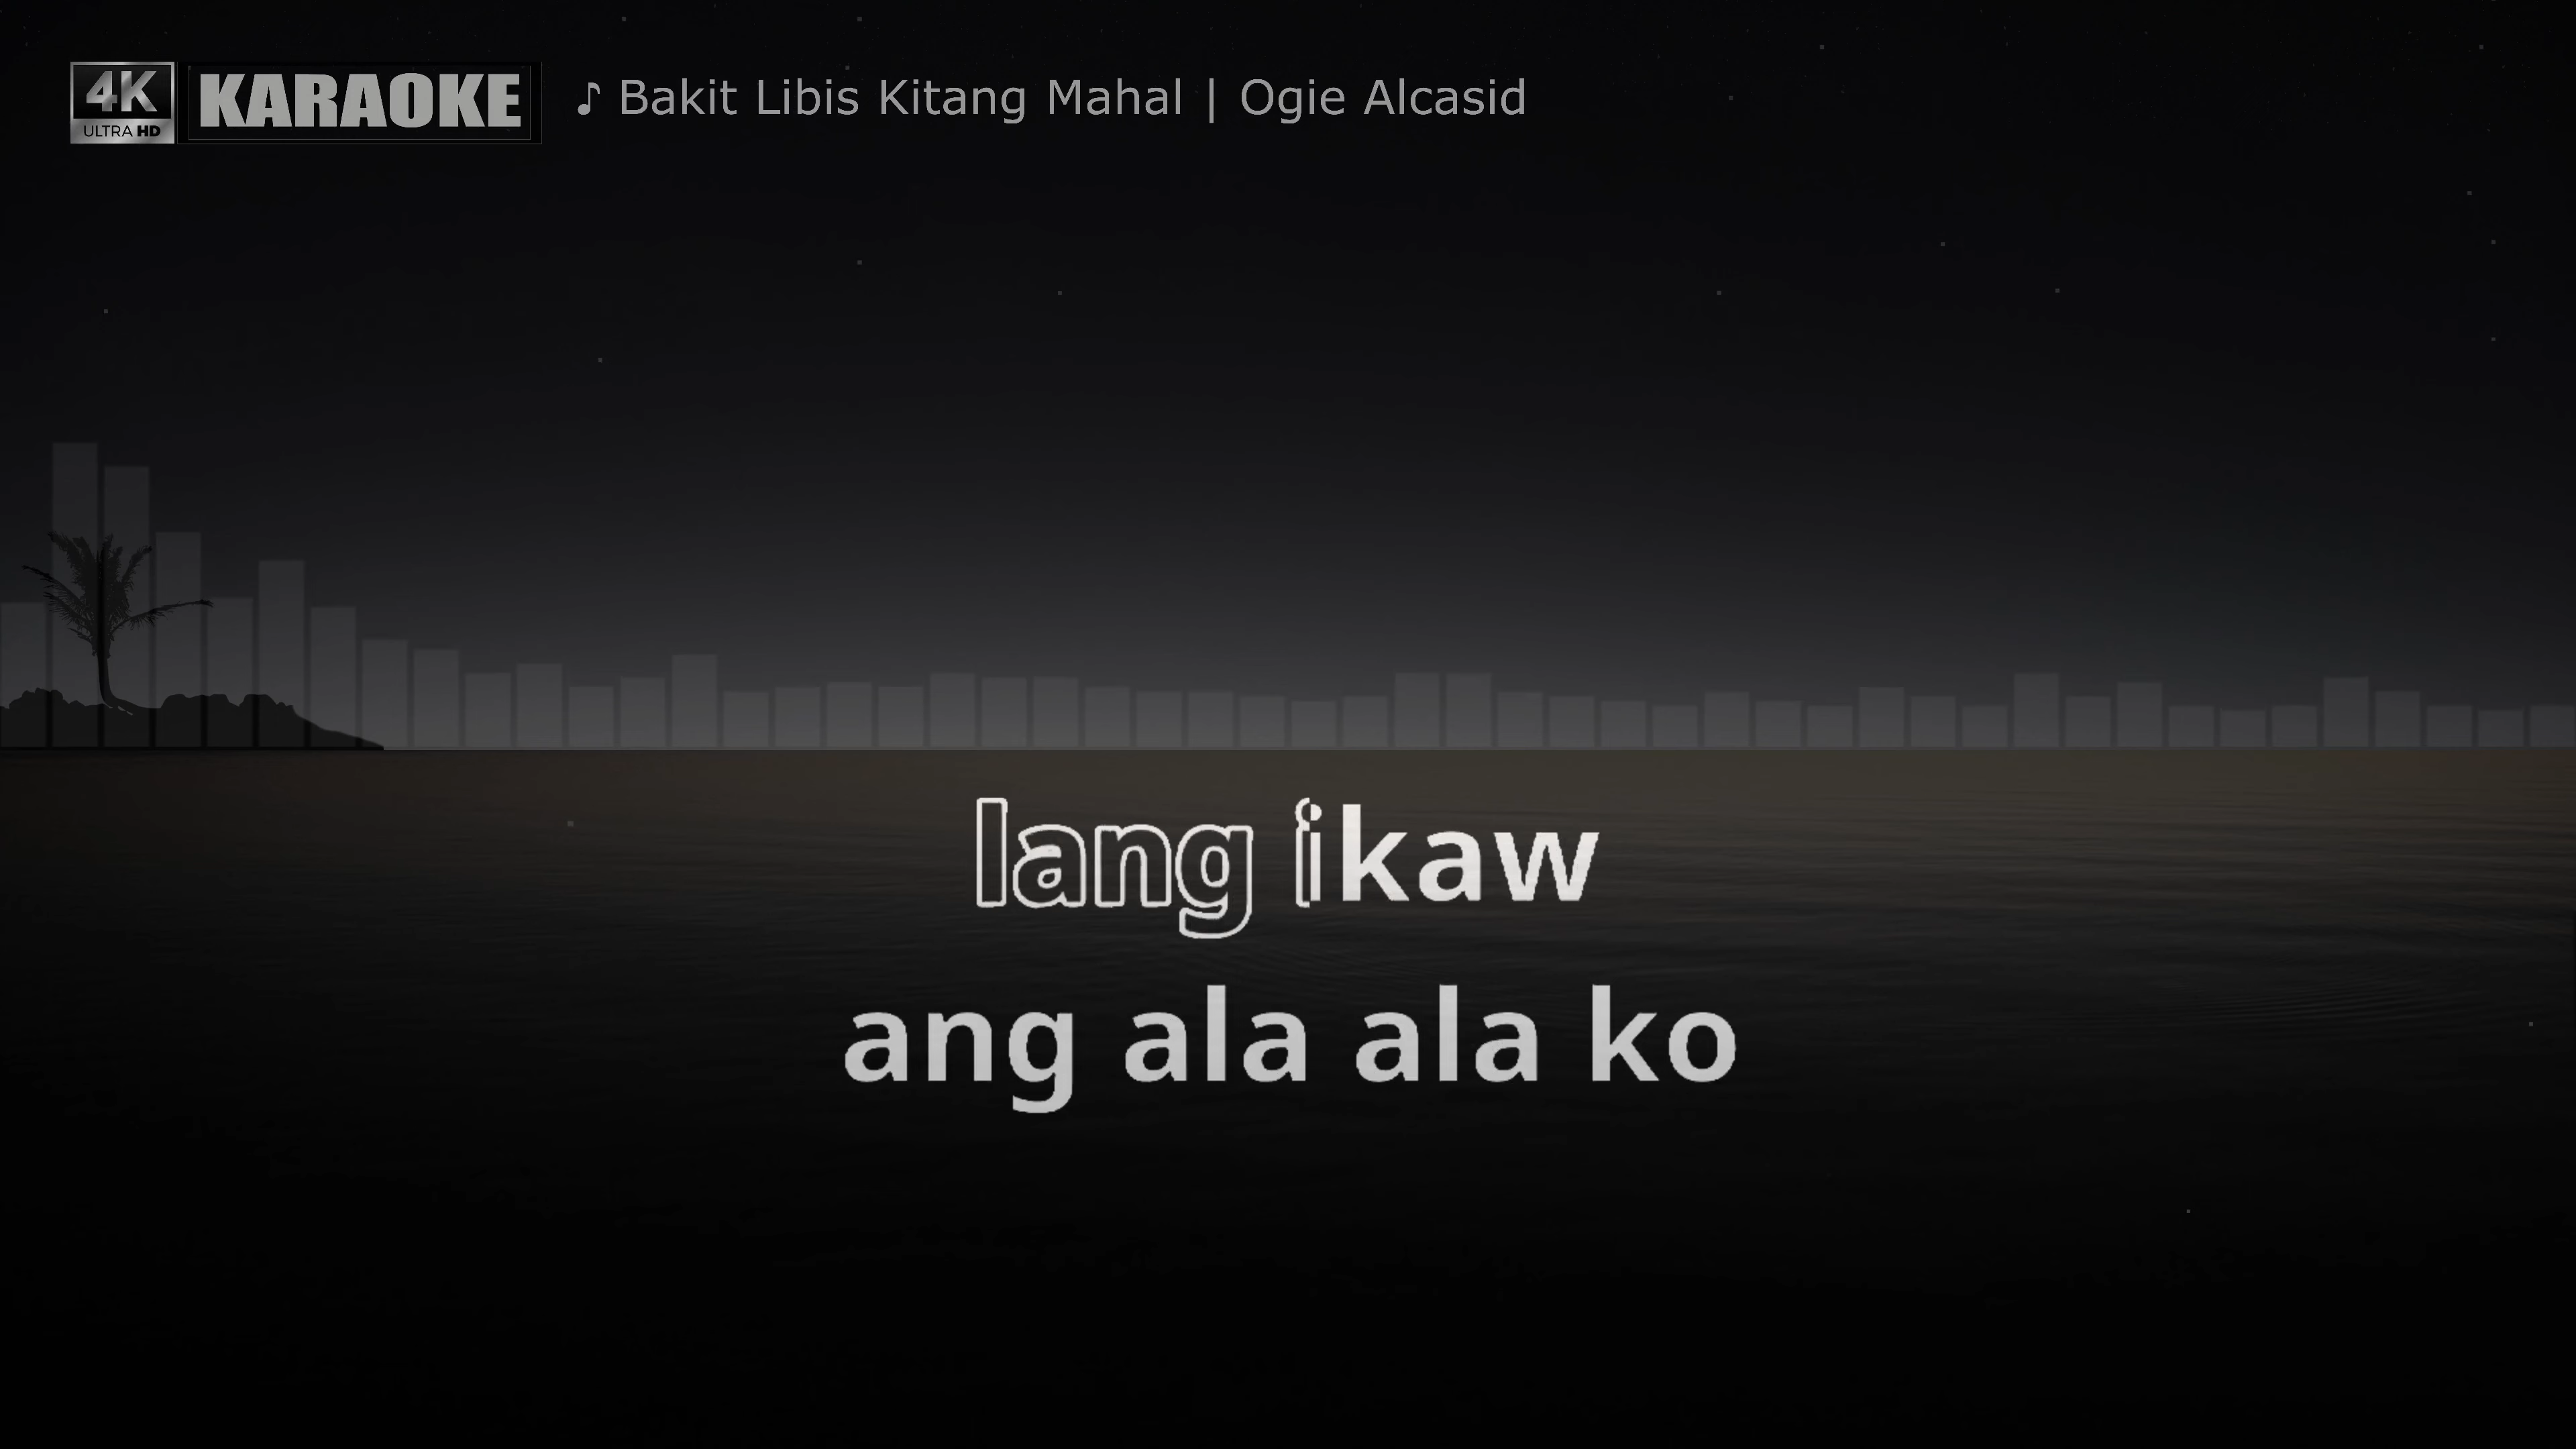 4K
ULTRA HD
KARAOKE
♪ Bakit Libis Kitang Mahal | Ogie Alcasid
lang ikaw
ang ala ala ko